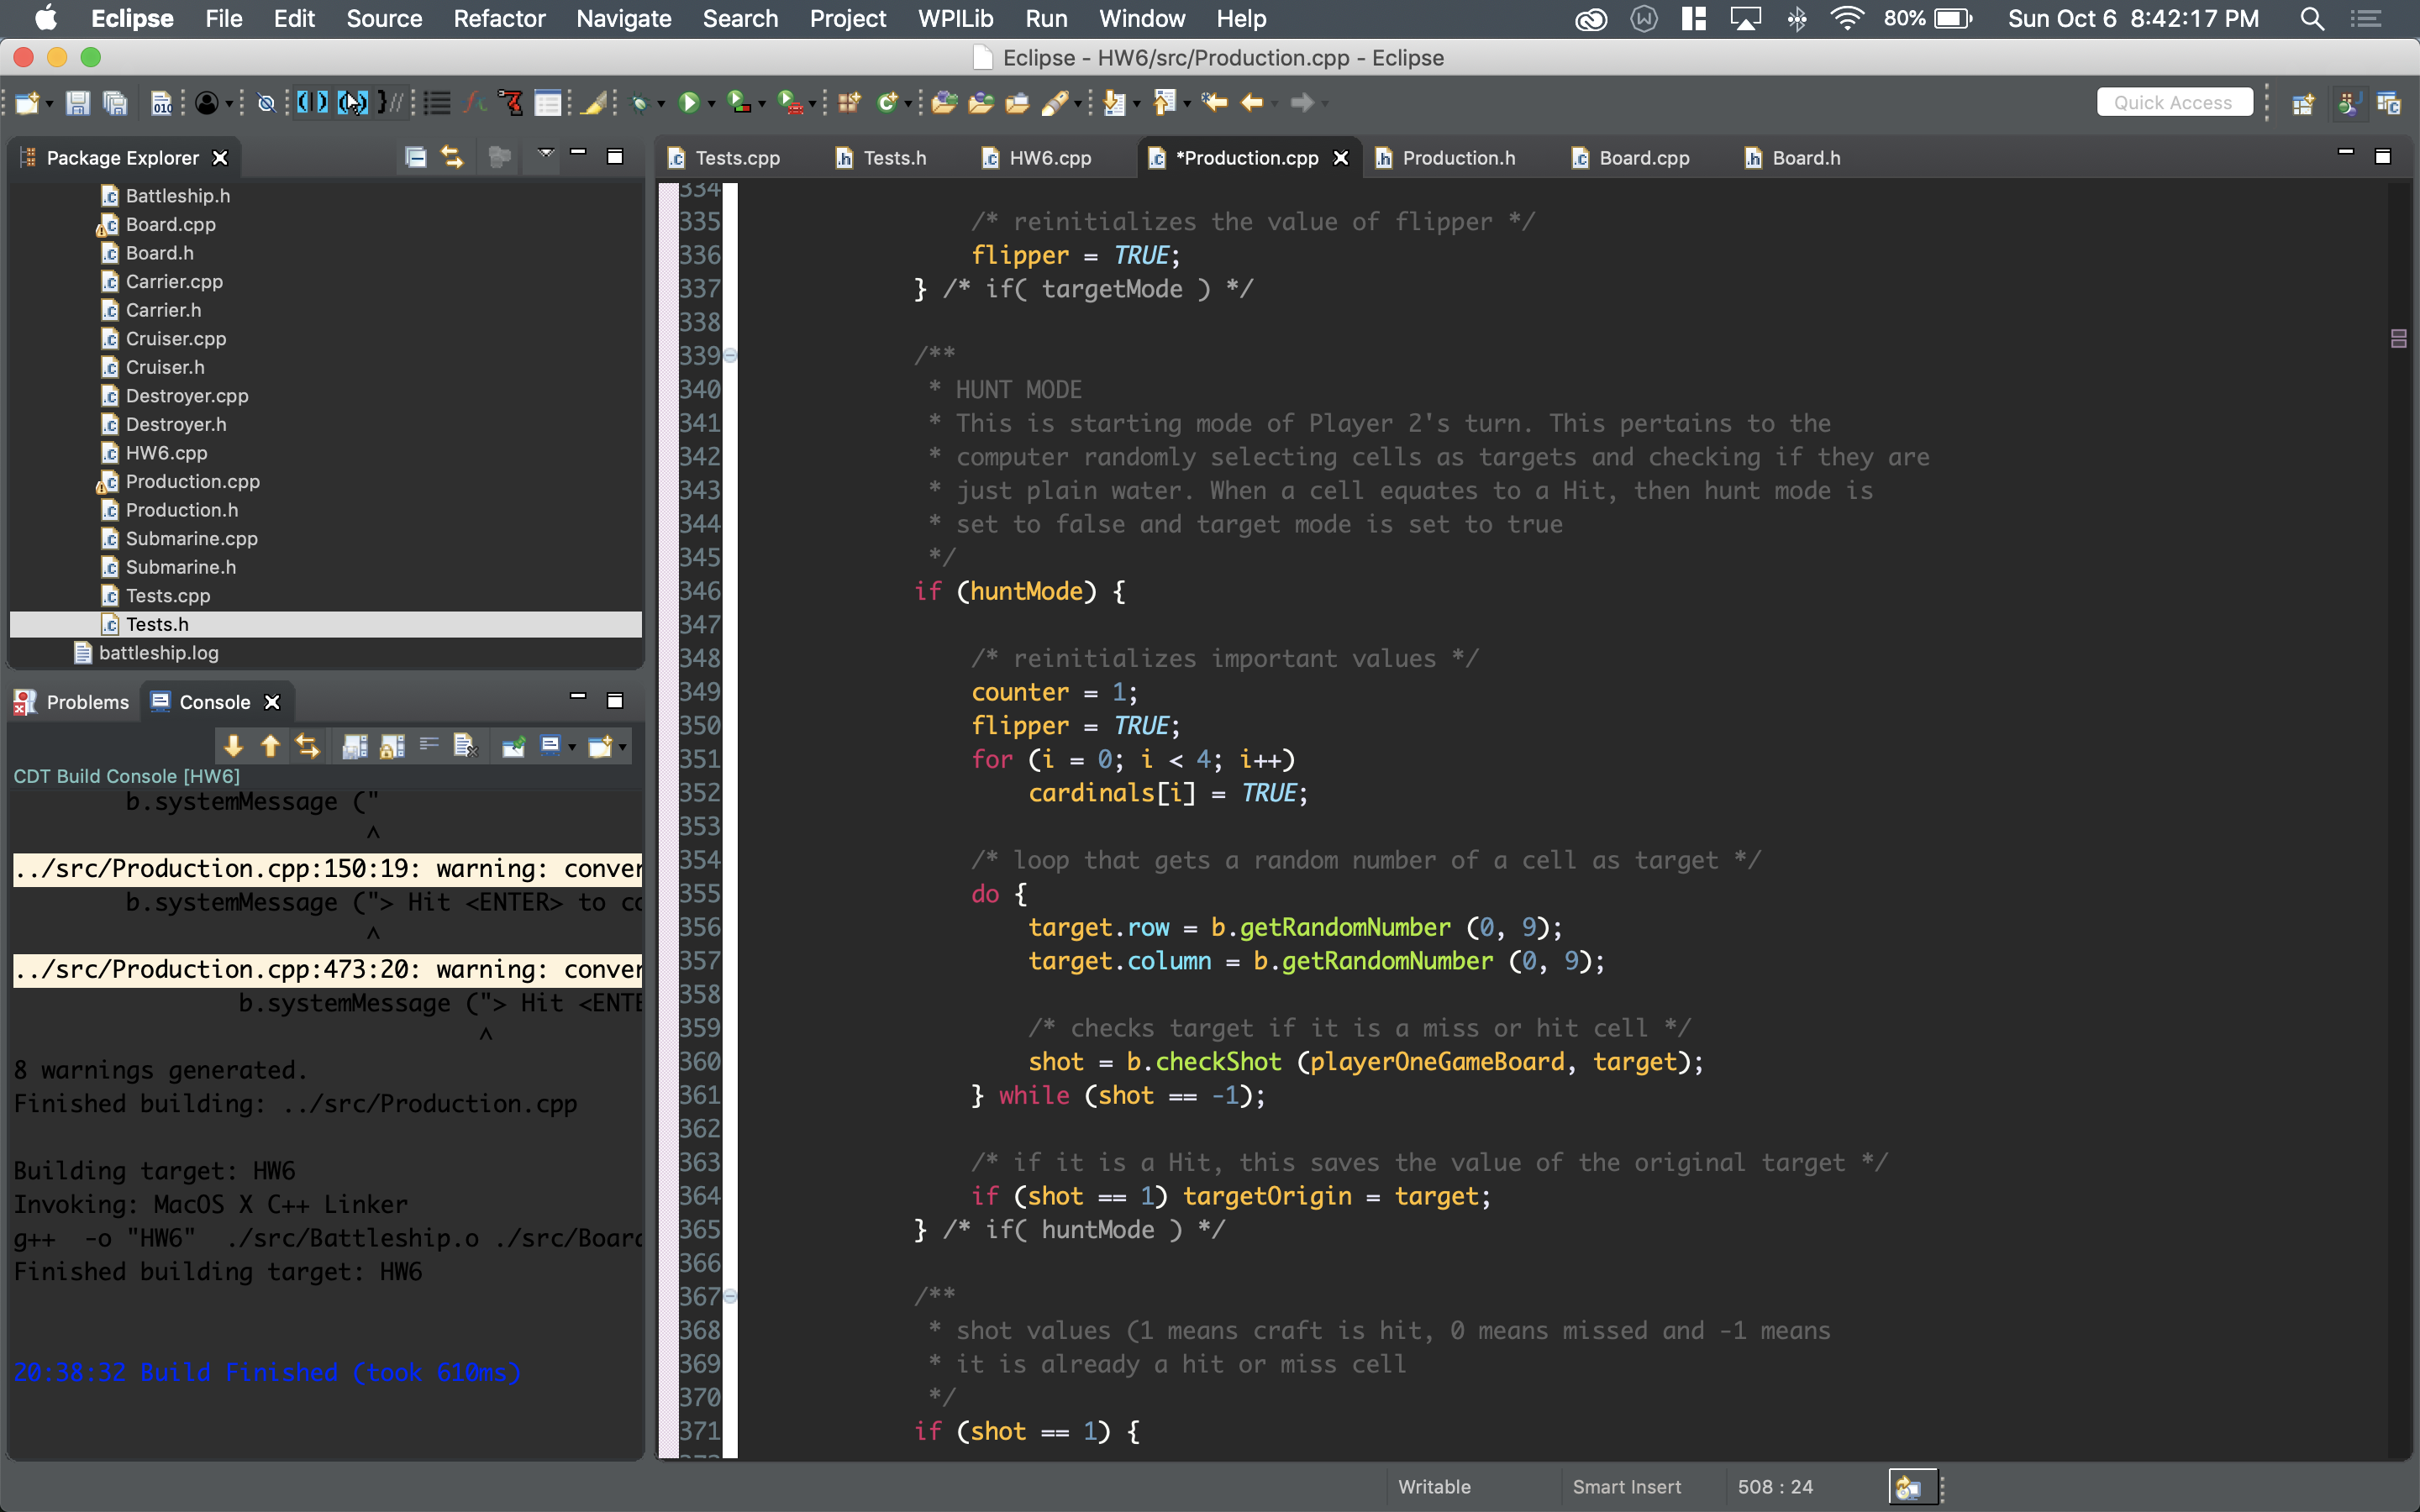 Eclipse File Edit Source Refactor Navigate Search Project WPILib Run Window Help 80% Sun Oct 6 8:42:17 PM
Eclipse - HW6/src/Production.cpp - Eclipse
Quick Access
Package Explorer
Battleship.h
Board.cpp
Board.h
Carrier.cpp
Carrier.h
Cruiser.cpp
Cruiser.h
Destroyer.cpp
Destroyer.h
HW6.cpp
Production.cpp
Production.h
Submarine.cpp
Submarine.h
Tests.cpp
Tests.h
battleship.log
Problems Console
CDT Build Console [HW6]
b.systemMessage ("
^
../src/Production.cpp:150:19: warning: conver
b.systemMessage ("> Hit <ENTER> to co
^
../src/Production.cpp:473:20: warning: conver
b.systemMessage ("> Hit <ENTE
^
8 warnings generated.
Finished building: ../src/Production.cpp
Building target: HW6
Invoking: MacOS X C++ Linker
g++  -o "HW6"  ./src/Battleship.o ./src/Board
Finished building target: HW6
20:38:32 Build Finished (took 610ms)
Tests.cpp Tests.h HW6.cpp *Production.cpp Production.h Board.cpp Board.h
334
335 /* reinitializes the value of flipper */
336 flipper = TRUE;
337 } /* if( targetMode ) */
338
339 /**
340 * HUNT MODE
341 * This is starting mode of Player 2's turn. This pertains to the
342 * computer randomly selecting cells as targets and checking if they are
343 * just plain water. When a cell equates to a Hit, then hunt mode is
344 * set to false and target mode is set to true
345 */
346 if (huntMode) {
347
348 /* reinitializes important values */
349 counter = 1;
350 flipper = TRUE;
351 for (i = 0; i < 4; i++)
352 cardinals[i] = TRUE;
353
354 /* loop that gets a random number of a cell as target */
355 do {
356 target.row = b.getRandomNumber (0, 9);
357 target.column = b.getRandomNumber (0, 9);
358
359 /* checks target if it is a miss or hit cell */
360 shot = b.checkShot (playerOneGameBoard, target);
361 } while (shot == -1);
362
363 /* if it is a Hit, this saves the value of the original target */
364 if (shot == 1) targetOrigin = target;
365 } /* if( huntMode ) */
366
367 /**
368 * shot values (1 means craft is hit, 0 means missed and -1 means
369 * it is already a hit or miss cell
370 */
371 if (shot == 1) {
Writable Smart Insert 508 : 24